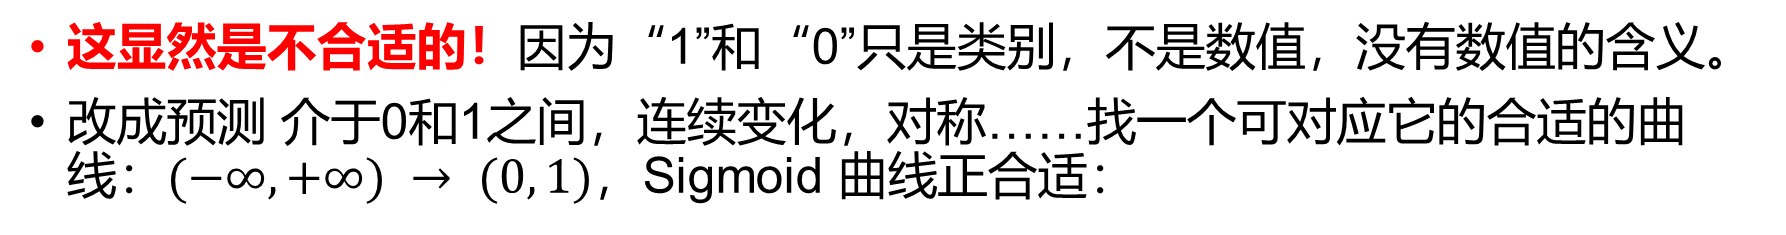 • 这显然是不合适的！因为“1”和“0”只是类别，不是数值，没有数值的含义。
• 改成预测 介于0和1之间，连续变化，对称……找一个可对应它的合适的曲
线：(−∞,+∞) → (0,1)，Sigmoid 曲线正合适：